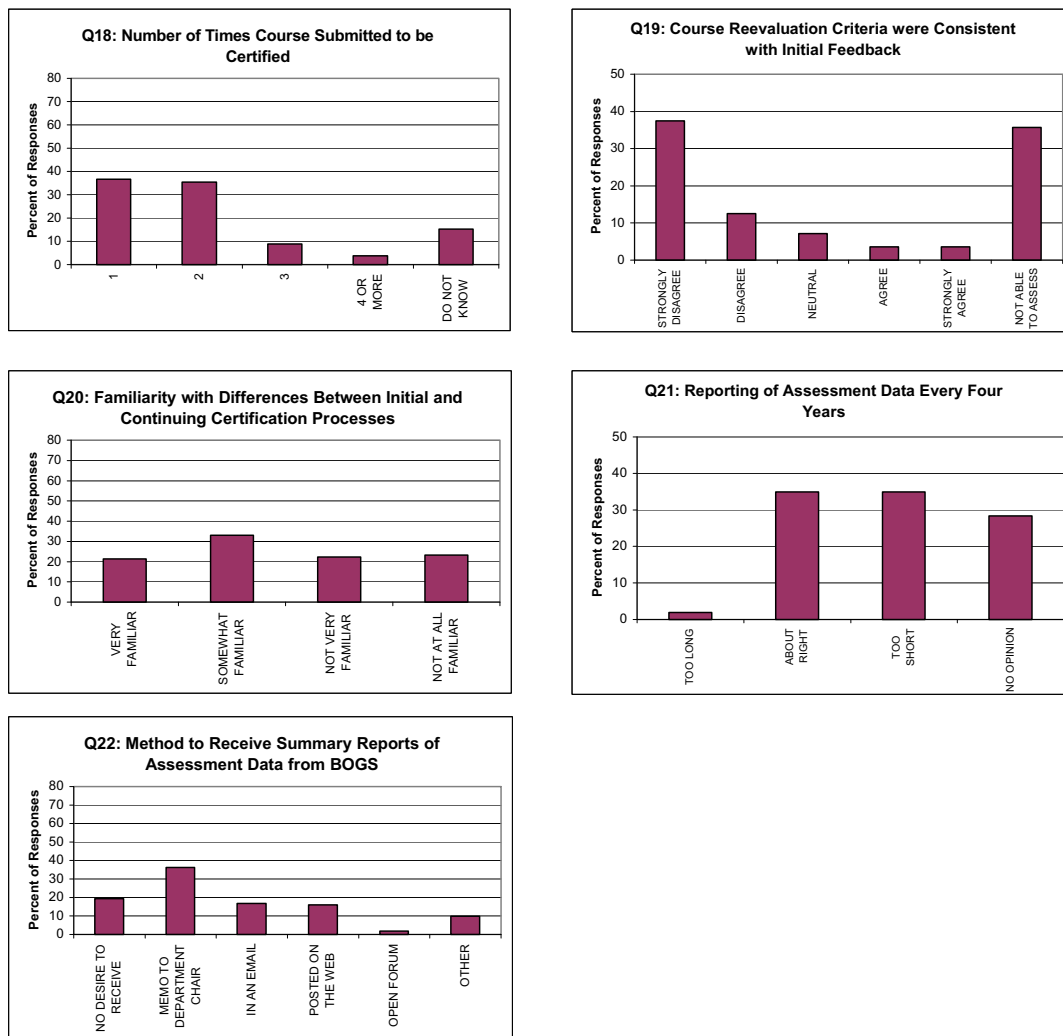 Q18: Number of Times Course Submitted to be
Certified
Percent of Responses
80
70
60
50
40
30
20
10
0
1
2
3
4 OR
MORE
DO NOT
KNOW
Q19: Course Reevaluation Criteria were Consistent
with Initial Feedback
Percent of Responses
50
40
30
20
10
0
STRONGLY
DISAGREE
DISAGREE
NEUTRAL
AGREE
STRONGLY
AGREE
NOT ABLE
TO ASSESS
Q20: Familiarity with Differences Between Initial and
Continuing Certification Processes
Percent of Responses
80
70
60
50
40
30
20
10
0
VERY
FAMILIAR
SOMEWHAT
FAMILIAR
NOT VERY
FAMILIAR
NOT AT ALL
FAMILIAR
Q21: Reporting of Assessment Data Every Four
Years
Percent of Responses
50
40
30
20
10
0
TOO LONG
ABOUT
RIGHT
TOO
SHORT
NO OPINION
Q22: Method to Receive Summary Reports of
Assessment Data from BOGS
Percent of Responses
80
70
60
50
40
30
20
10
0
NO DESIRE TO
RECEIVE
MEMO TO
DEPARTMENT
CHAIR
IN AN EMAIL
POSTED ON
THE WEB
OPEN FORUM
OTHER